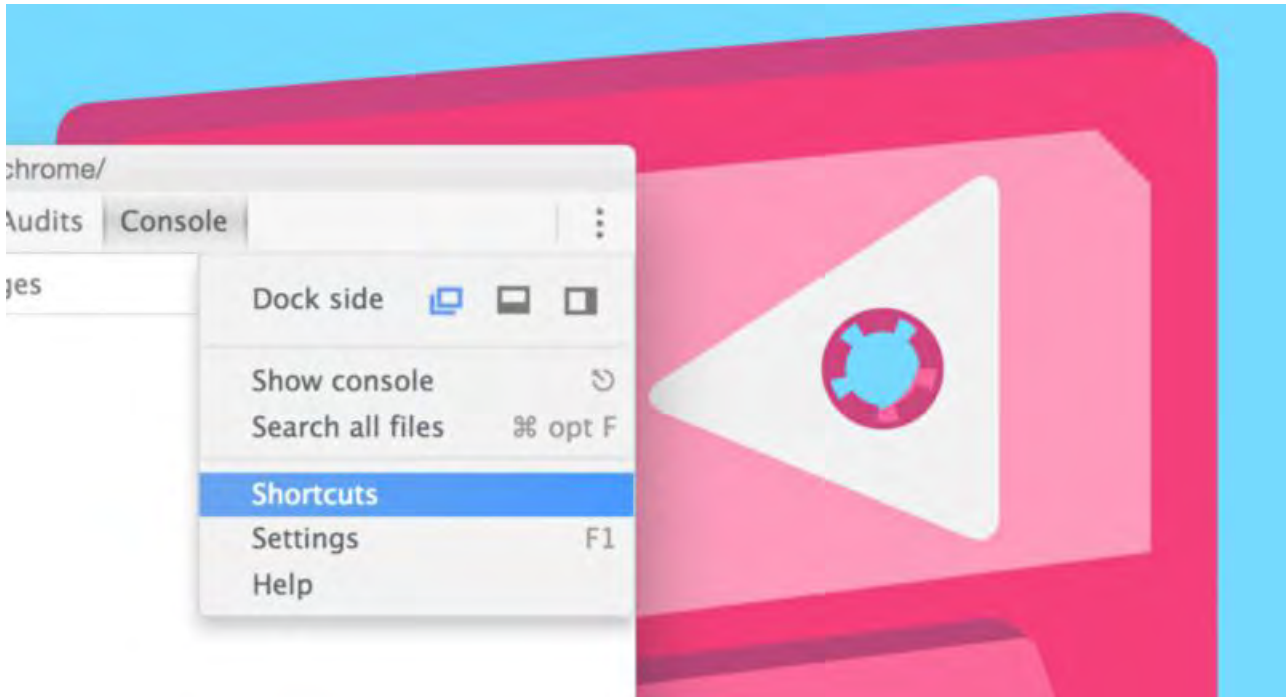 chrome/
Audits Console
ges
Dock side
Show console
Search all files ⌘ opt F
Shortcuts
Settings F1
Help